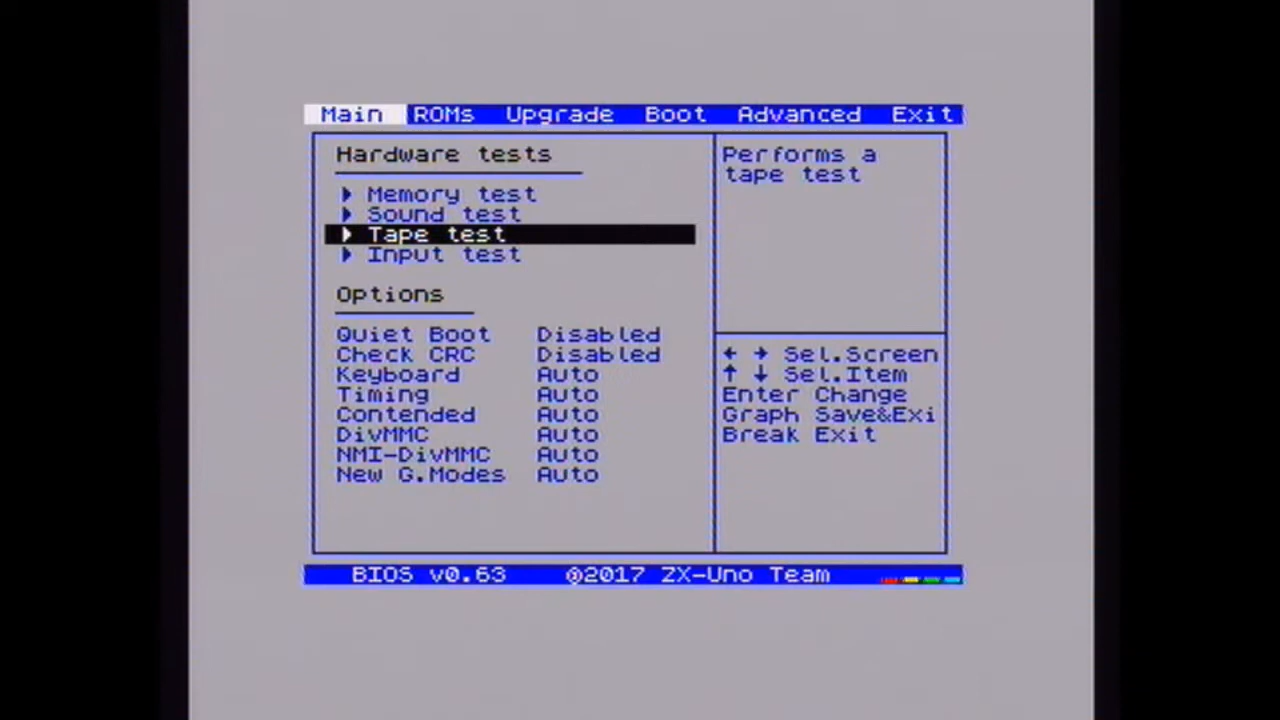 Main ROMs Upgrade Boot Advanced Exit
Hardware tests
Memory test
Sound test
Tape test
Input test
Options
Quiet Boot Disabled
Check CRC Disabled
Keyboard Auto
Timing Auto
Contended Auto
DivMMC Auto
NMI-DivMMC Auto
New G.Modes Auto
Performs a
tape test
← → Sel.Screen
↑ ↓ Sel.Item
Enter Change
Graph Save&Exi
Break Exit
BIOS v0.63 ©2017 ZX-Uno Team